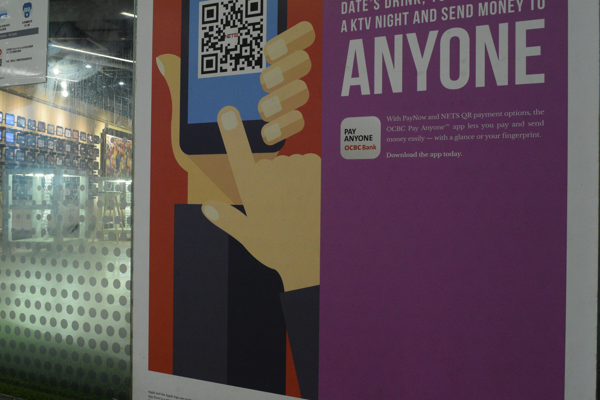 DATE'S DRINK,
A KTV NIGHT AND SEND MONEY TO
ANYONE
With PayNow and NETS QR payment options, the
OCBC Pay Anyone™ app lets you pay and send
money easily — with a glance or your fingerprint.
Download the app today.
PAY
ANYONE
OCBC Bank
NETS